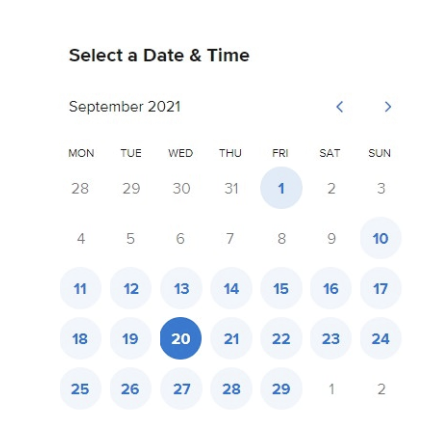 Select a Date & Time
September 2021
MON TUE WED THU FRI SAT SUN
28 29 30 31 1 2 3
4 5 6 7 8 9 10
11 12 13 14 15 16 17
18 19 20 21 22 23 24
25 26 27 28 29 1 2